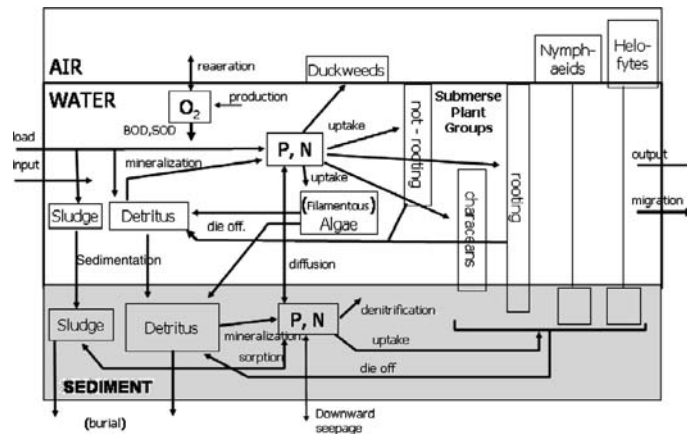 AIR
WATER
reaeration
O2
production
BOD,SOD
Duckweeds
Nymph-
aeids
Helo-
fytes
Submerse
Plant
Groups
not - rooting
characeans
rooting
load
input
mineralization
P, N
uptake
uptake
output
migration
Sludge
Detritus
die off.
(Filamentous)
Algae
Sedimentation
diffusion
Sludge
Detritus
mineralization
P, N
denitrification
uptake
sorption
die off
SEDIMENT
(burial)
Downward
seepage